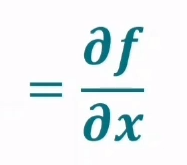 = ∂f/∂x